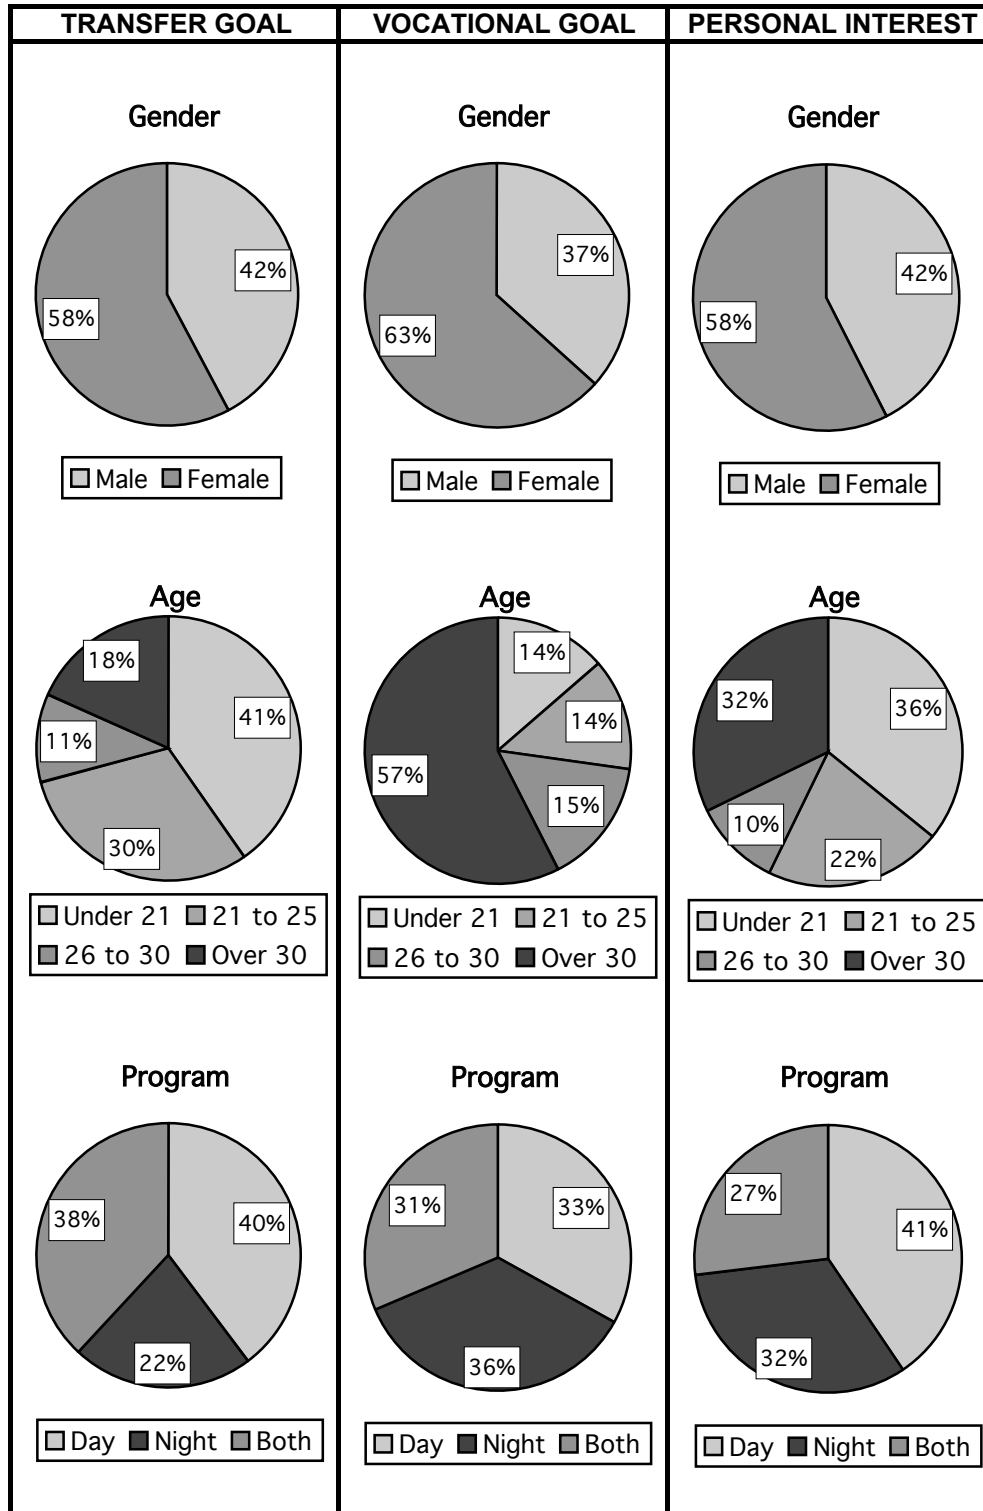 TRANSFER GOAL VOCATIONAL GOAL PERSONAL INTEREST
Gender Gender Gender
42%
58%
37%
63%
42%
58%
Male Female
Male Female
Male Female
Age Age Age
18%
41%
11%
30%
14%
14%
57%
15%
32%
36%
10%
22%
Under 21 21 to 25
26 to 30 Over 30
Under 21 21 to 25
26 to 30 Over 30
Under 21 21 to 25
26 to 30 Over 30
Program Program Program
38%
40%
22%
31%
33%
36%
27%
41%
32%
Day Night Both
Day Night Both
Day Night Both